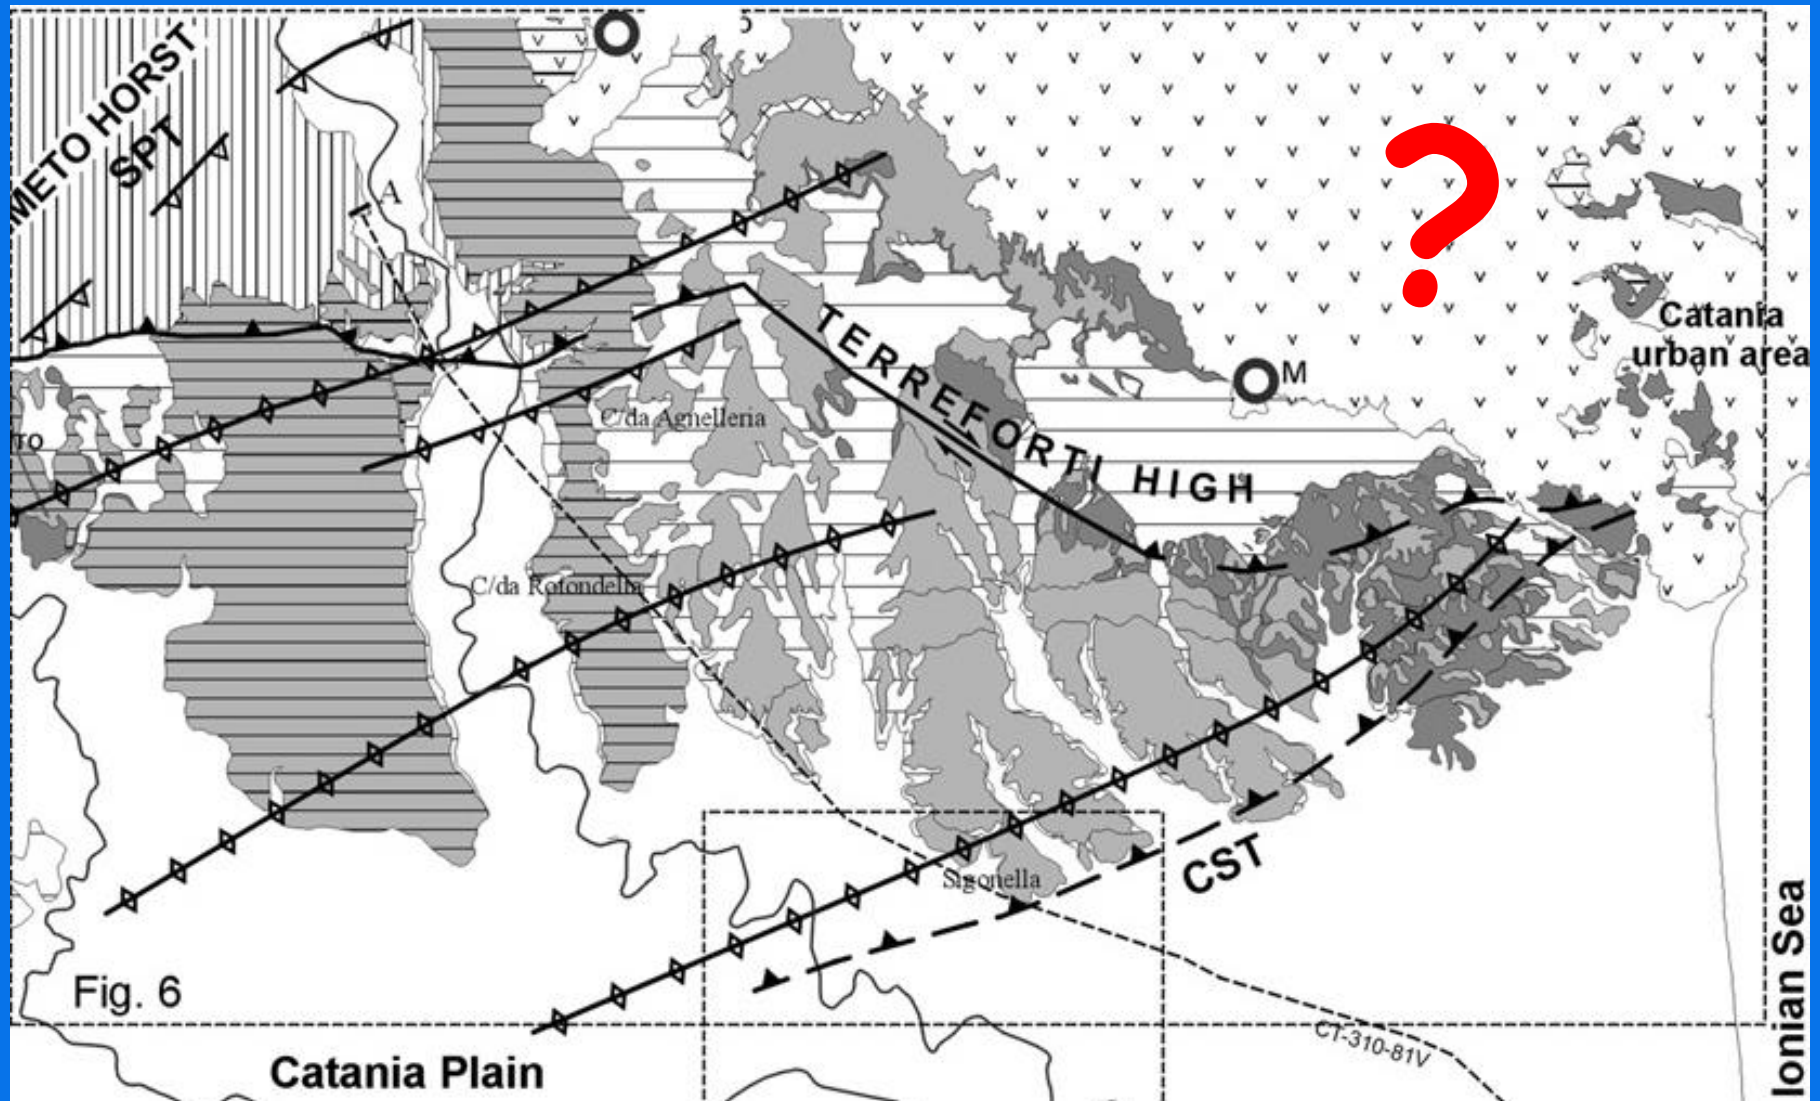 METO HORST
SPT
A
TERREFORTI HIGH
M
Catania
urban area
C/da Agnelleria
TO
C/da Rotondella
?
Sigonella
CST
Fig. 6
CT-310-81V
Catania Plain
Ionian Sea